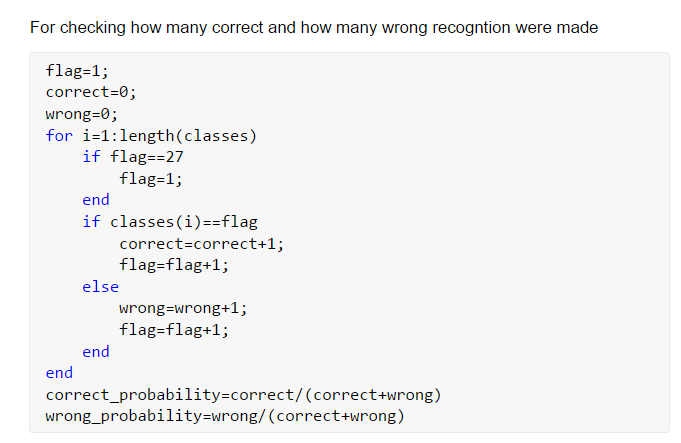 For checking how many correct and how many wrong recogntion were made
flag=1;
correct=0;
wrong=0;
for i=1:length(classes)
    if flag==27
        flag=1;
    end
    if classes(i)==flag
        correct=correct+1;
        flag=flag+1;
    else
        wrong=wrong+1;
        flag=flag+1;
    end
end
correct_probability=correct/(correct+wrong)
wrong_probability=wrong/(correct+wrong)